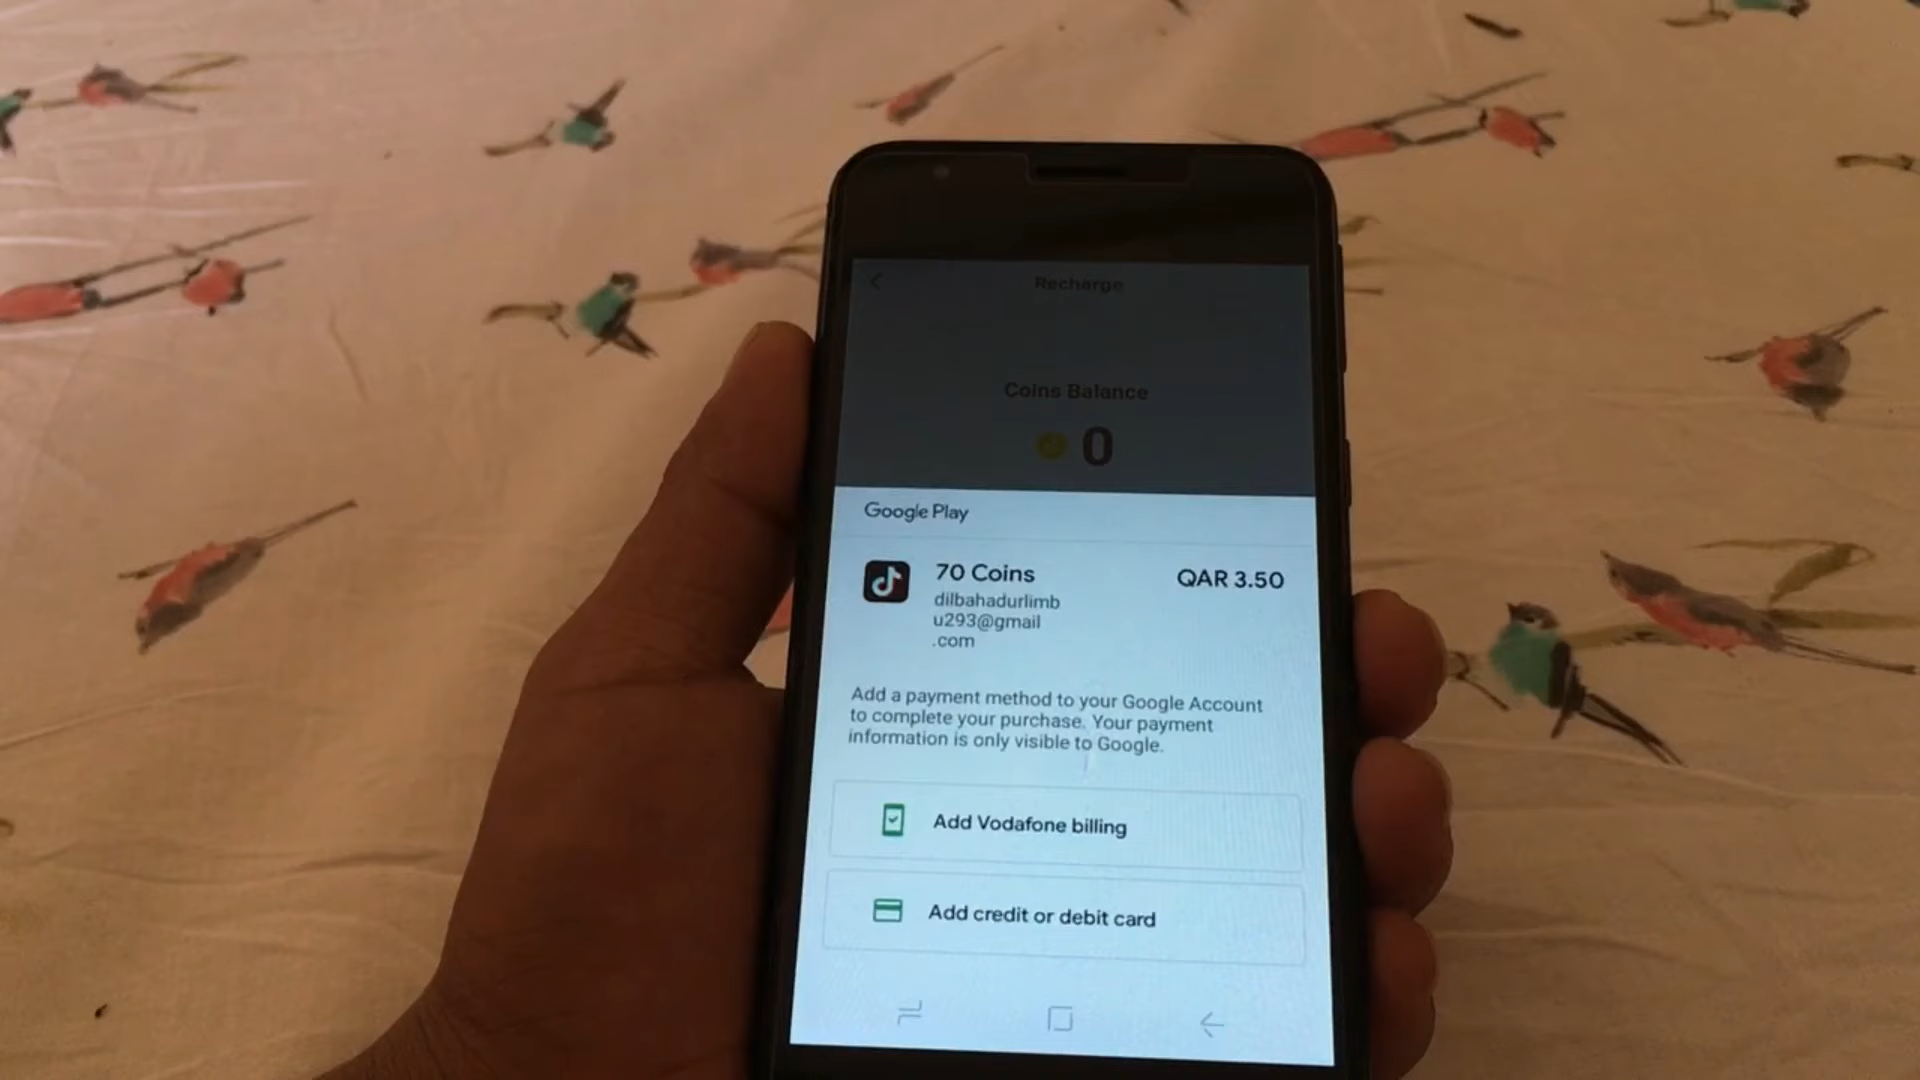 Recharge
Coins Balance
0
Google Play
70 Coins
QAR 3.50
dilbahadurlimb
u293@gmail
.com
Add a payment method to your Google Account
to complete your purchase. Your payment
information is only visible to Google.
Add Vodafone billing
Add credit or debit card